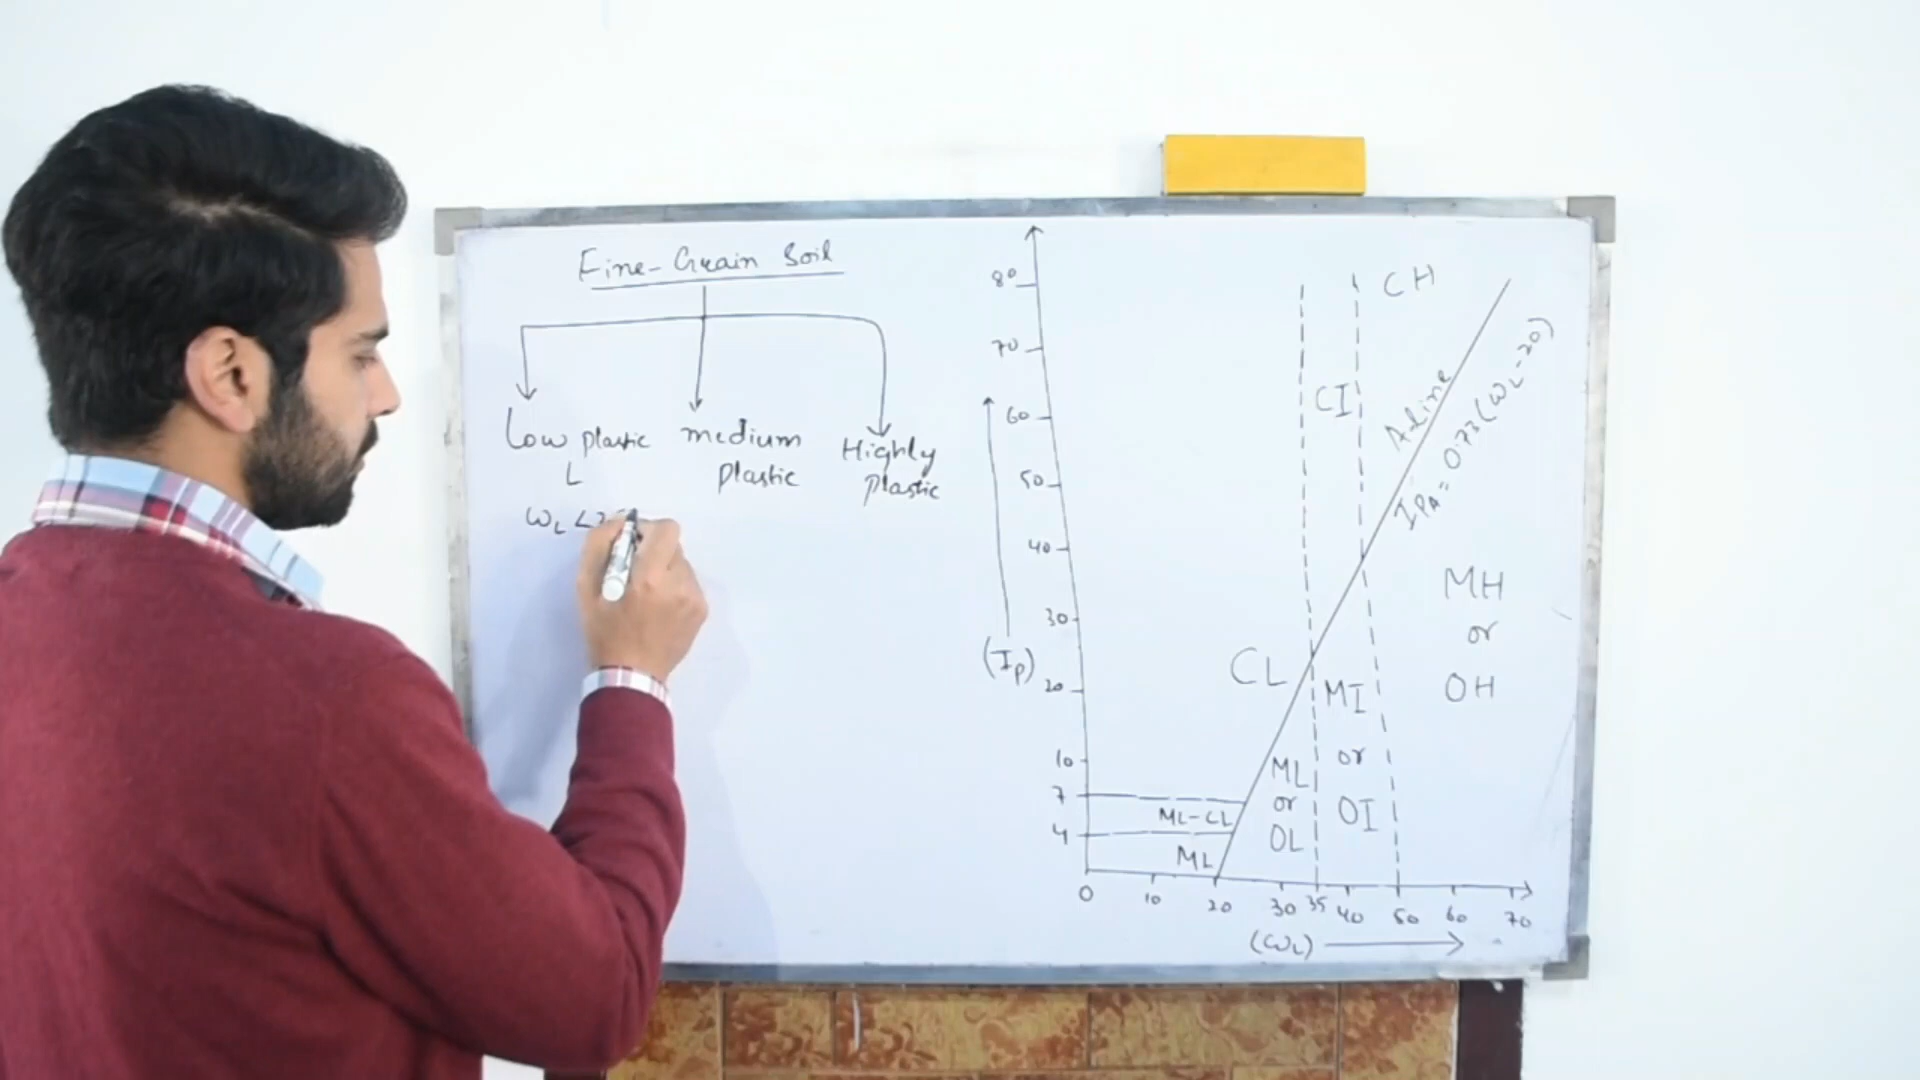 Fine-Grain Soil
Low plastic
L
ωL <
medium
plastic
Highly
plastic
80
70
60
50
40
30
20
10
7
4
(Ip)
CH
CI
A-line
IPA = 0.73(ωL-20)
MH
or
OH
CL
MI
or
OI
ML
or
OL
ML-CL
ML
0 10 20 30 35 40 50 60 70
(ωL)